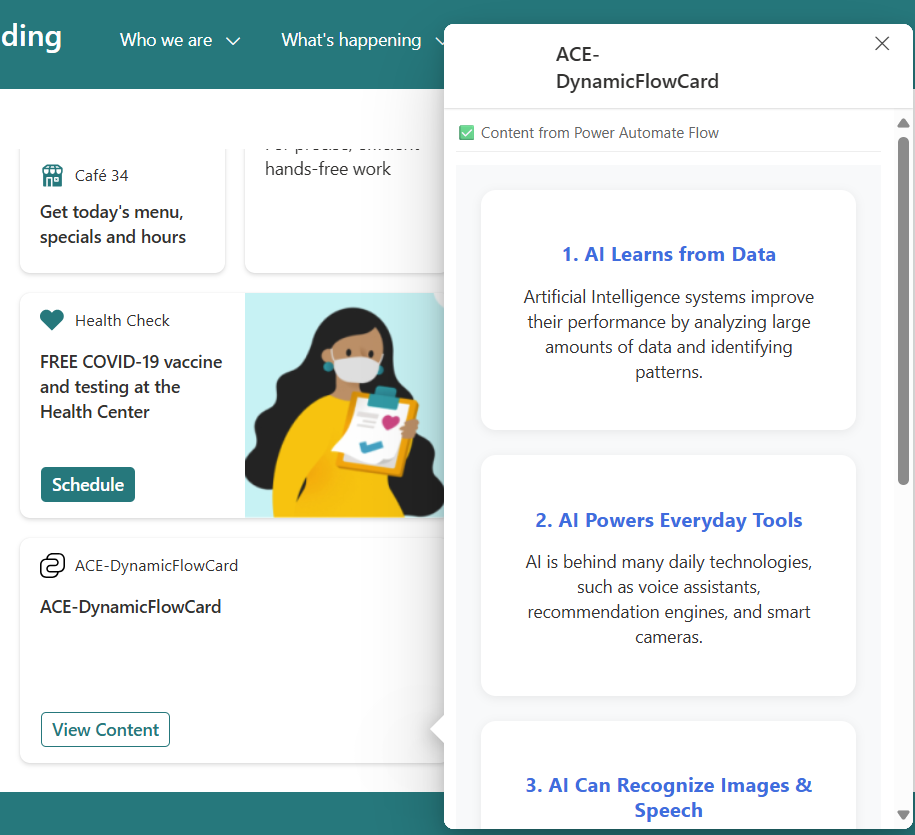 ding
Who we are
What's happening
Café 34
Get today's menu,
specials and hours
hands-free work
Health Check
FREE COVID-19 vaccine
and testing at the
Health Center
Schedule
ACE-DynamicFlowCard
ACE-DynamicFlowCard
View Content
ACE-
DynamicFlowCard
Content from Power Automate Flow
1. AI Learns from Data
Artificial Intelligence systems improve
their performance by analyzing large
amounts of data and identifying
patterns.
2. AI Powers Everyday Tools
AI is behind many daily technologies,
such as voice assistants,
recommendation engines, and smart
cameras.
3. AI Can Recognize Images &
Speech